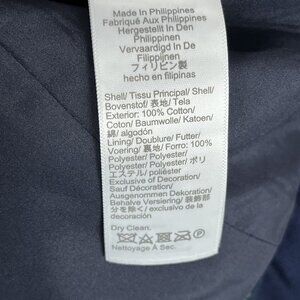 Made In Philippines
Fabriqué Aux Philippines
Hergestellt In Den
Philippinen
Vervaardigd In De
Filippijnen
フィリピン製
hecho en filipinas
Shell/ Tissu Principal/ Shell/
Bovenstof/ 表地/ Tela
Exterior: 100% Cotton/
Coton/ Baumwolle/ Katoen/
綿/ algodón
Lining/ Doublure/ Futter/
Voering/ 裏地/ Forro: 100%
Polyester/ Polyester/
Polyester/ Polyester/ ポリ
エステル/ poliéster
Exclusive of Decoration/
Sauf Décoration/
Ausgenommen Dekoration/
Behalve Versiering/ 装飾部
分を除く/ exclusiva de la
decoración
Dry Clean.
Nettoyage À Sec.